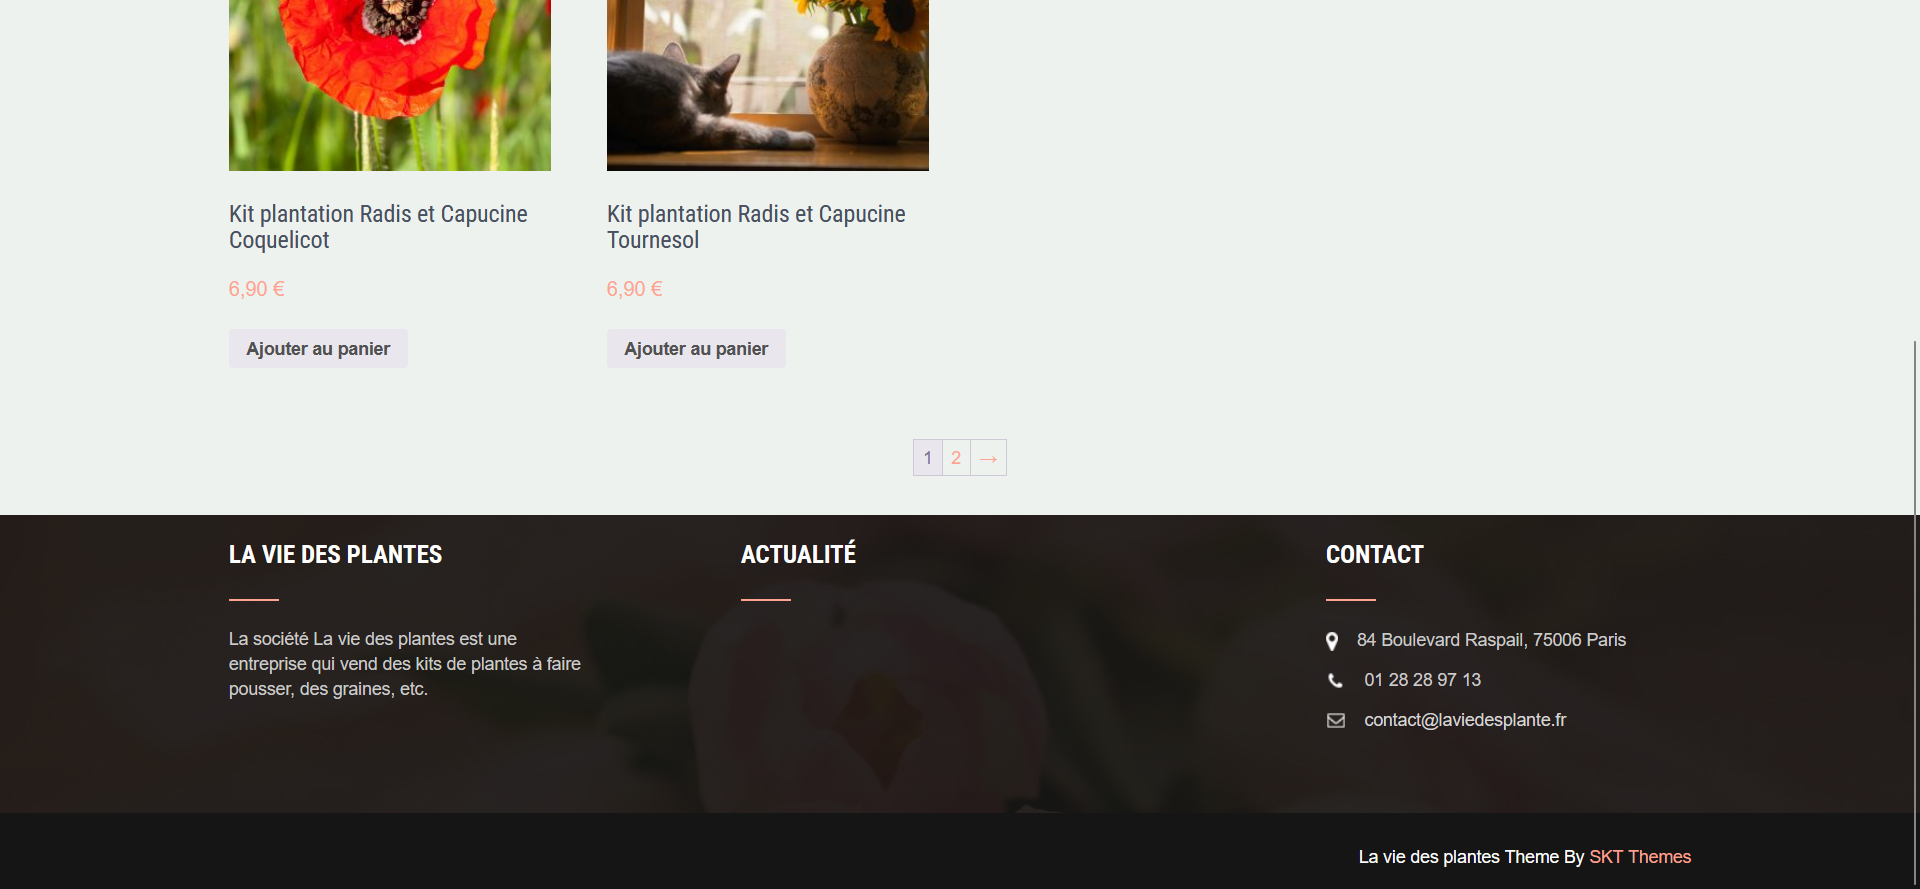 Kit plantation Radis et Capucine
Coquelicot
6,90 €
Ajouter au panier
Kit plantation Radis et Capucine
Tournesol
6,90 €
Ajouter au panier
1 2 →
LA VIE DES PLANTES
La société La vie des plantes est une
entreprise qui vend des kits de plantes à faire
pousser, des graines, etc.
ACTUALITÉ
CONTACT
84 Boulevard Raspail, 75006 Paris
01 28 28 97 13
contact@laviedesplante.fr
La vie des plantes Theme By SKT Themes